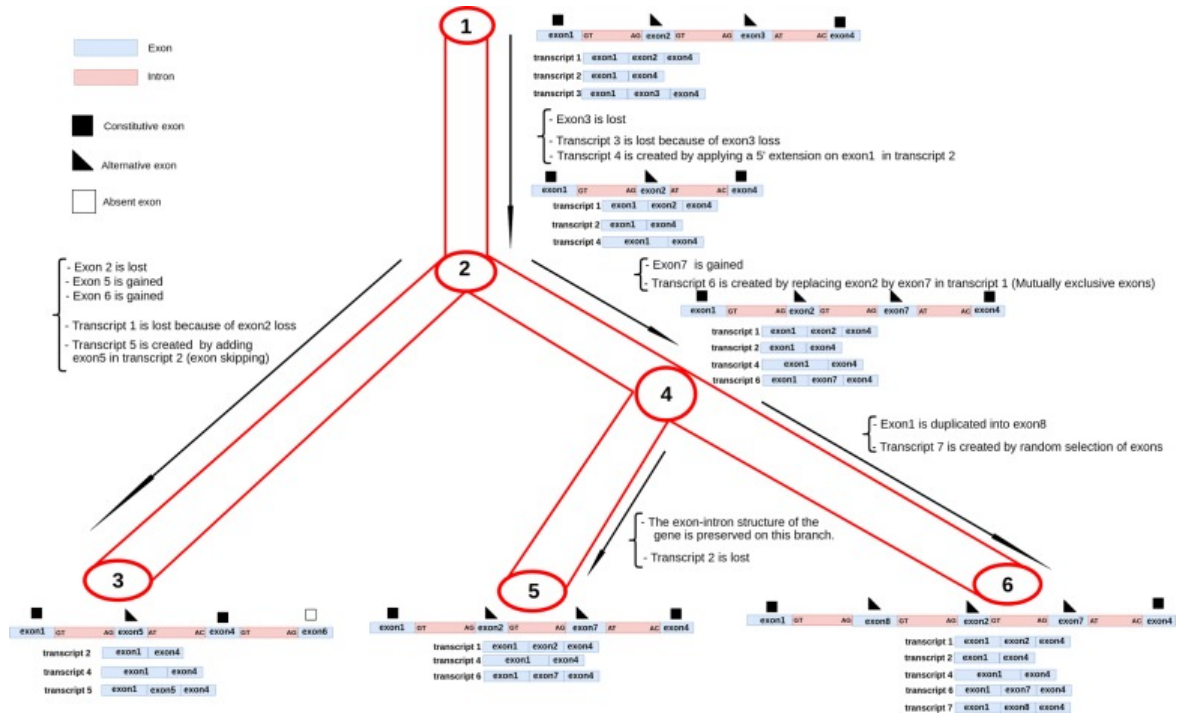 1
exon1 GT AG exon2 GT AG exon3 AT AC exon4
Exon
Intron
transcript 1 exon1 exon2 exon4
transcript 2 exon1 exon4
transcript 3 exon1 exon3 exon4
Constitutive exon
Alternative exon
Absent exon
- Exon3 is lost
- Transcript 3 is lost because of exon3 loss
- Transcript 4 is created by applying a 5' extension on exon1 in transcript 2
exon1 GT AG exon2 AT AC exon4
transcript 1 exon1 exon2 exon4
transcript 2 exon1 exon4
transcript 4 exon1 exon4
2
- Exon 2 is lost
- Exon 5 is gained
- Exon 6 is gained
- Transcript 1 is lost because of exon2 loss
- Transcript 5 is created by adding
exon5 in transcript 2 (exon skipping)
- Exon7 is gained
- Transcript 6 is created by replacing exon2 by exon7 in transcript 1 (Mutually exclusive exons)
exon1 GT AG exon2 GT AG exon7 AT AC exon4
transcript 1 exon1 exon2 exon4
transcript 2 exon1 exon4
transcript 4 exon1 exon4
transcript 6 exon1 exon7 exon4
4
- Exon1 is duplicated into exon8
- Transcript 7 is created by random selection of exons
- The exon-intron structure of the
gene is preserved on this branch.
- Transcript 2 is lost
3
exon1 GT AG exon5 AT AC exon4 GT AG exon6
transcript 2 exon1 exon4
transcript 4 exon1 exon4
transcript 5 exon1 exon5 exon4
5
exon1 GT AG exon2 GT AG exon7 AT AC exon4
transcript 1 exon1 exon2 exon4
transcript 4 exon1 exon4
transcript 6 exon1 exon7 exon4
6
exon1 GT AG exon8 GT AG exon2 GT AG exon7 AT AC exon4
transcript 1 exon1 exon2 exon4
transcript 2 exon1 exon4
transcript 4 exon1 exon4
transcript 6 exon1 exon7 exon4
transcript 7 exon1 exon8 exon4